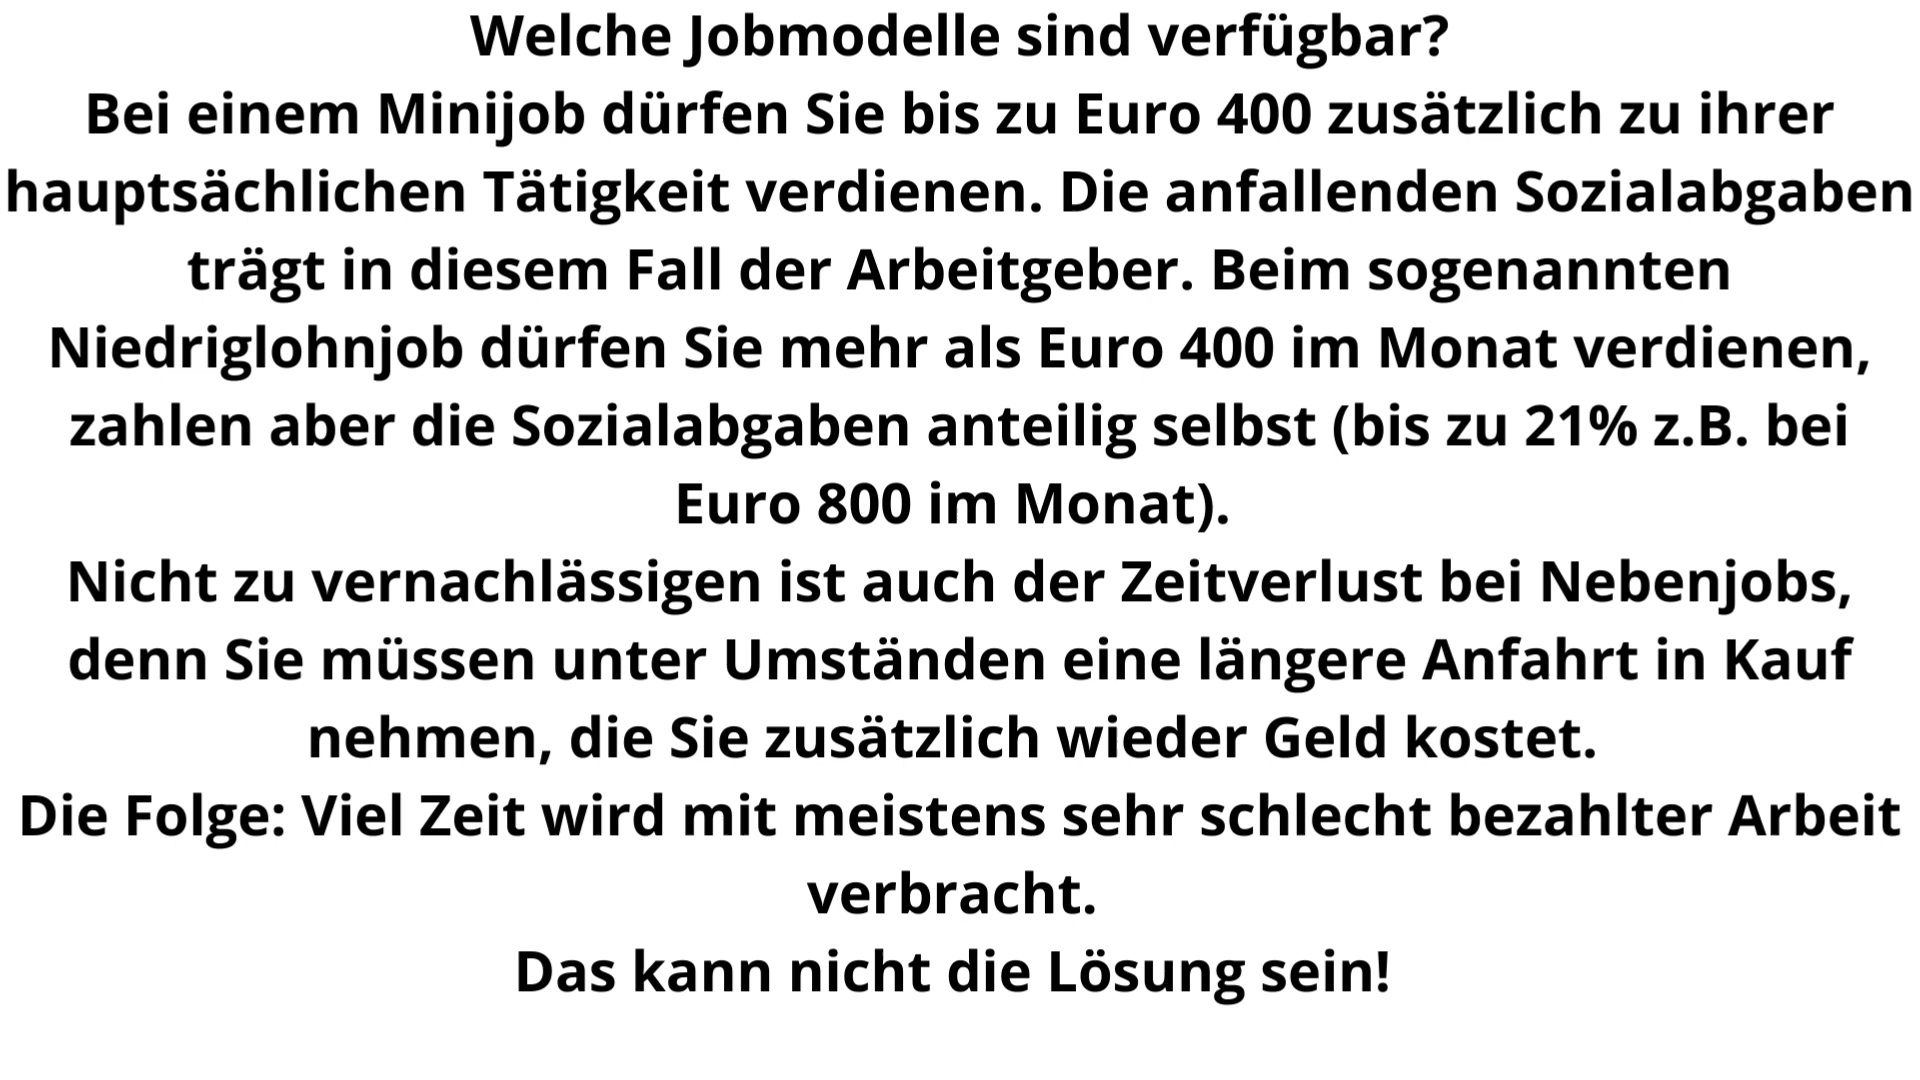 Welche Jobmodelle sind verfügbar?
Bei einem Minijob dürfen Sie bis zu Euro 400 zusätzlich zu ihrer
hauptsächlichen Tätigkeit verdienen. Die anfallenden Sozialabgaben
trägt in diesem Fall der Arbeitgeber. Beim sogenannten
Niedriglohnjob dürfen Sie mehr als Euro 400 im Monat verdienen,
zahlen aber die Sozialabgaben anteilig selbst (bis zu 21% z.B. bei
Euro 800 im Monat).
Nicht zu vernachlässigen ist auch der Zeitverlust bei Nebenjobs,
denn Sie müssen unter Umständen eine längere Anfahrt in Kauf
nehmen, die Sie zusätzlich wieder Geld kostet.
Die Folge: Viel Zeit wird mit meistens sehr schlecht bezahlter Arbeit
verbracht.
Das kann nicht die Lösung sein!